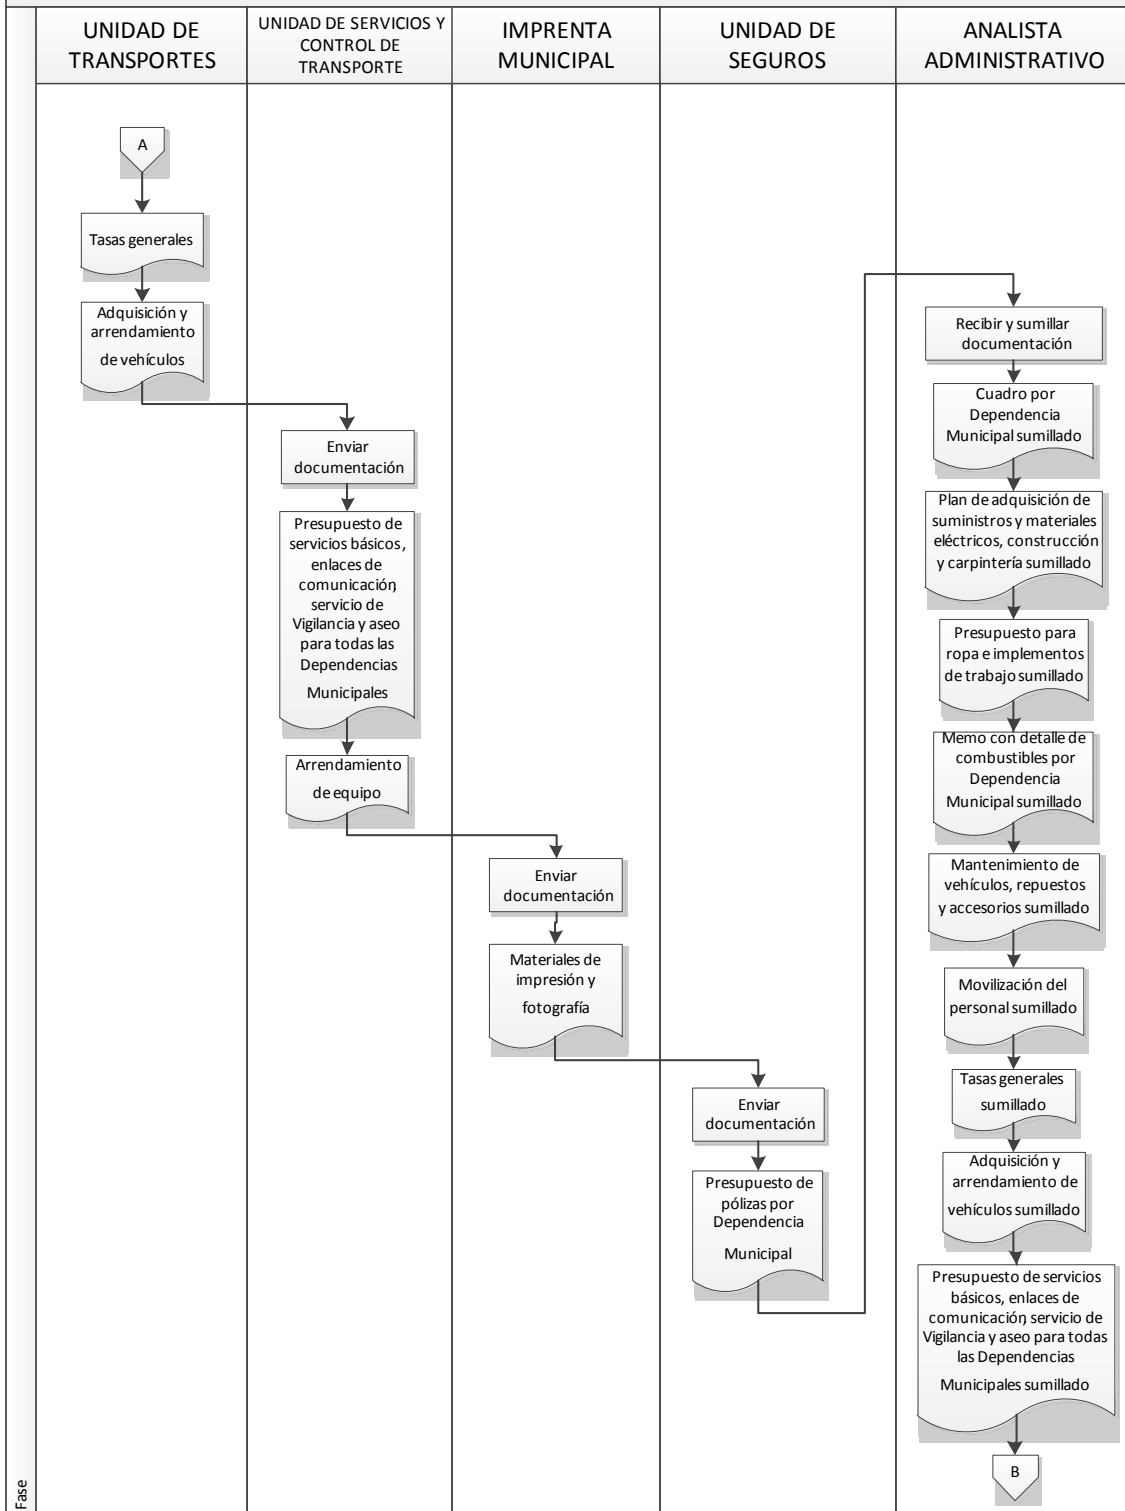 UNIDAD DE
TRANSPORTES
UNIDAD DE SERVICIOS Y
CONTROL DE
TRANSPORTE
IMPRENTA
MUNICIPAL
UNIDAD DE
SEGUROS
ANALISTA
ADMINISTRATIVO
A
Tasas generales
Adquisición y
arrendamiento
de vehículos
Enviar
documentación
Presupuesto de
servicios básicos,
enlaces de
comunicación,
servicio de
Vigilancia y aseo
para todas las
Dependencias
Municipales
Arrendamiento
de equipo
Enviar
documentación
Materiales de
impresión y
fotografía
Enviar
documentación
Presupuesto de
pólizas por
Dependencia
Municipal
Recibir y sumillar
documentación
Cuadro por
Dependencia
Municipal sumillado
Plan de adquisición de
suministros y materiales
eléctricos, construcción
y carpintería sumillado
Presupuesto para
ropa e implementos
de trabajo sumillado
Memo con detalle de
combustibles por
Dependencia
Municipal sumillado
Mantenimiento de
vehículos, repuestos
y accesorios sumillado
Movilización del
personal sumillado
Tasas generales
sumillado
Adquisición y
arrendamiento de
vehículos sumillado
Presupuesto de servicios
básicos, enlaces de
comunicación, servicio de
Vigilancia y aseo para todas
las Dependencias
Municipales sumillado
B
Fase